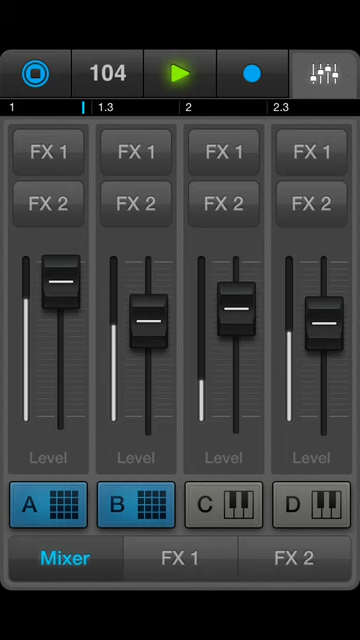 104
1 1.3 2 2.3
FX 1 FX 1 FX 1 FX 1
FX 2 FX 2 FX 2 FX 2
Level Level Level Level
A B C D
Mixer FX 1 FX 2